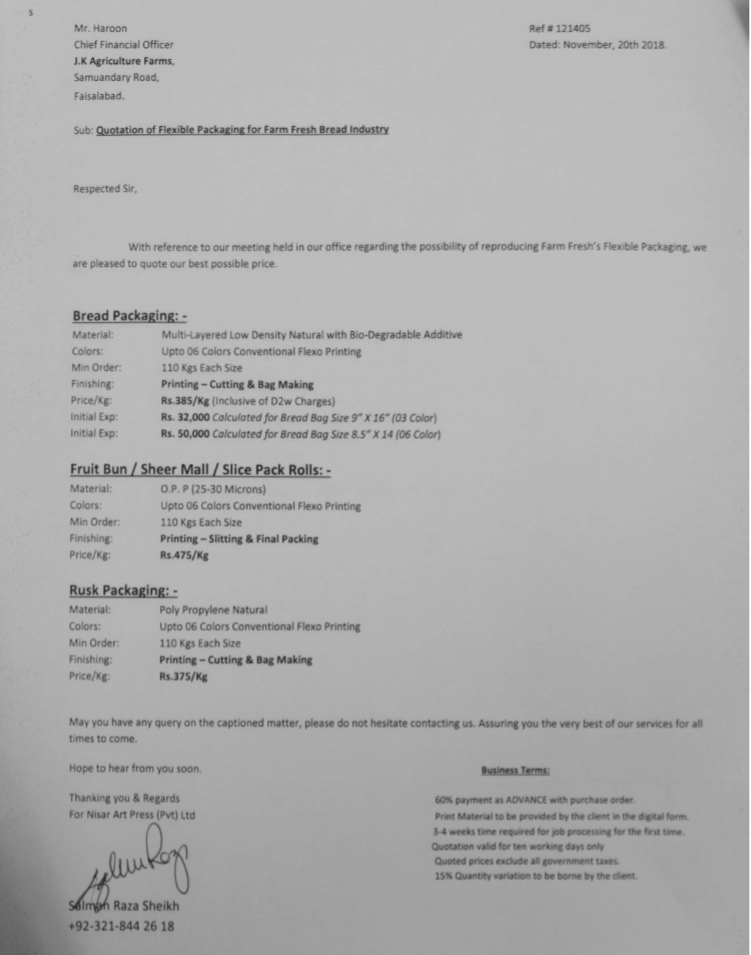 s
Mr. Haroon
Ref # 121405
Chief Financial Officer
Dated: November, 20th 2018.
J.K Agriculture Farms,
Samuandary Road,
Faisalabad.
Sub: Quotation of Flexible Packaging for Farm Fresh Bread Industry
Respected Sir,
With reference to our meeting held in our office regarding the possibility of reproducing Farm Fresh's Flexible Packaging, we
are pleased to quote our best possible price.
Bread Packaging: -
Material: Multi-Layered Low Density Natural with Bio-Degradable Additive
Colors: Upto 06 Colors Conventional Flexo Printing
Min Order: 110 Kgs Each Size
Finishing: Printing – Cutting & Bag Making
Price/Kg: Rs.385/Kg (Inclusive of D2w Charges)
Initial Exp: Rs. 32,000 Calculated for Bread Bag Size 9" X 16" (03 Color)
Initial Exp: Rs. 50,000 Calculated for Bread Bag Size 8.5" X 14 (06 Color)
Fruit Bun / Sheer Mall / Slice Pack Rolls: -
Material: O.P. P (25-30 Microns)
Colors: Upto 06 Colors Conventional Flexo Printing
Min Order: 110 Kgs Each Size
Finishing: Printing – Slitting & Final Packing
Price/Kg: Rs.475/Kg
Rusk Packaging: -
Material: Poly Propylene Natural
Colors: Upto 06 Colors Conventional Flexo Printing
Min Order: 110 Kgs Each Size
Finishing: Printing – Cutting & Bag Making
Price/Kg: Rs.375/Kg
May you have any query on the captioned matter, please do not hesitate contacting us. Assuring you the very best of our services for all
times to come.
Hope to hear from you soon.
Thanking you & Regards
For Nisar Art Press (Pvt) Ltd
Salman Raza Sheikh
+92-321-844 26 18
Business Terms:
60% payment as ADVANCE with purchase order.
Print Material to be provided by the client in the digital form.
3-4 weeks time required for job processing for the first time.
Quotation valid for ten working days only
Quoted prices exclude all government taxes.
15% Quantity variation to be borne by the client.